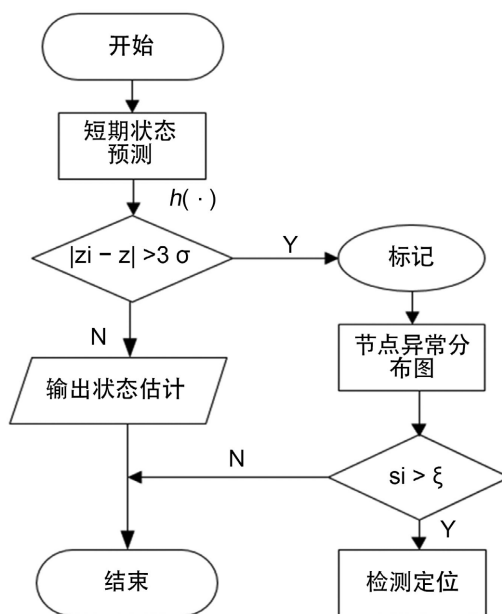 开始
短期状态
预测
h( · )
|zi − z| >3 σ
Y
标记
N
节点异常分
布图
输出状态估计
N
si > ξ
Y
结束
检测定位